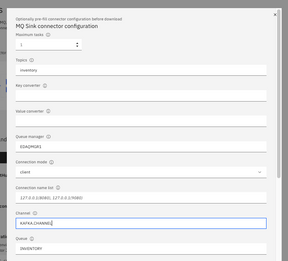 Optionally pre-fill connector configuration before download
MQ Sink connector configuration
Maximum tasks
1
Topics
inventory
Key converter
Value converter
Queue manager
EDAQMGR1
Connection mode
client
Connection name list
127.0.0.1/8080, 127.0.0.1/9080
Channel
KAFKA.CHANNEL
Queue
INVENTORY